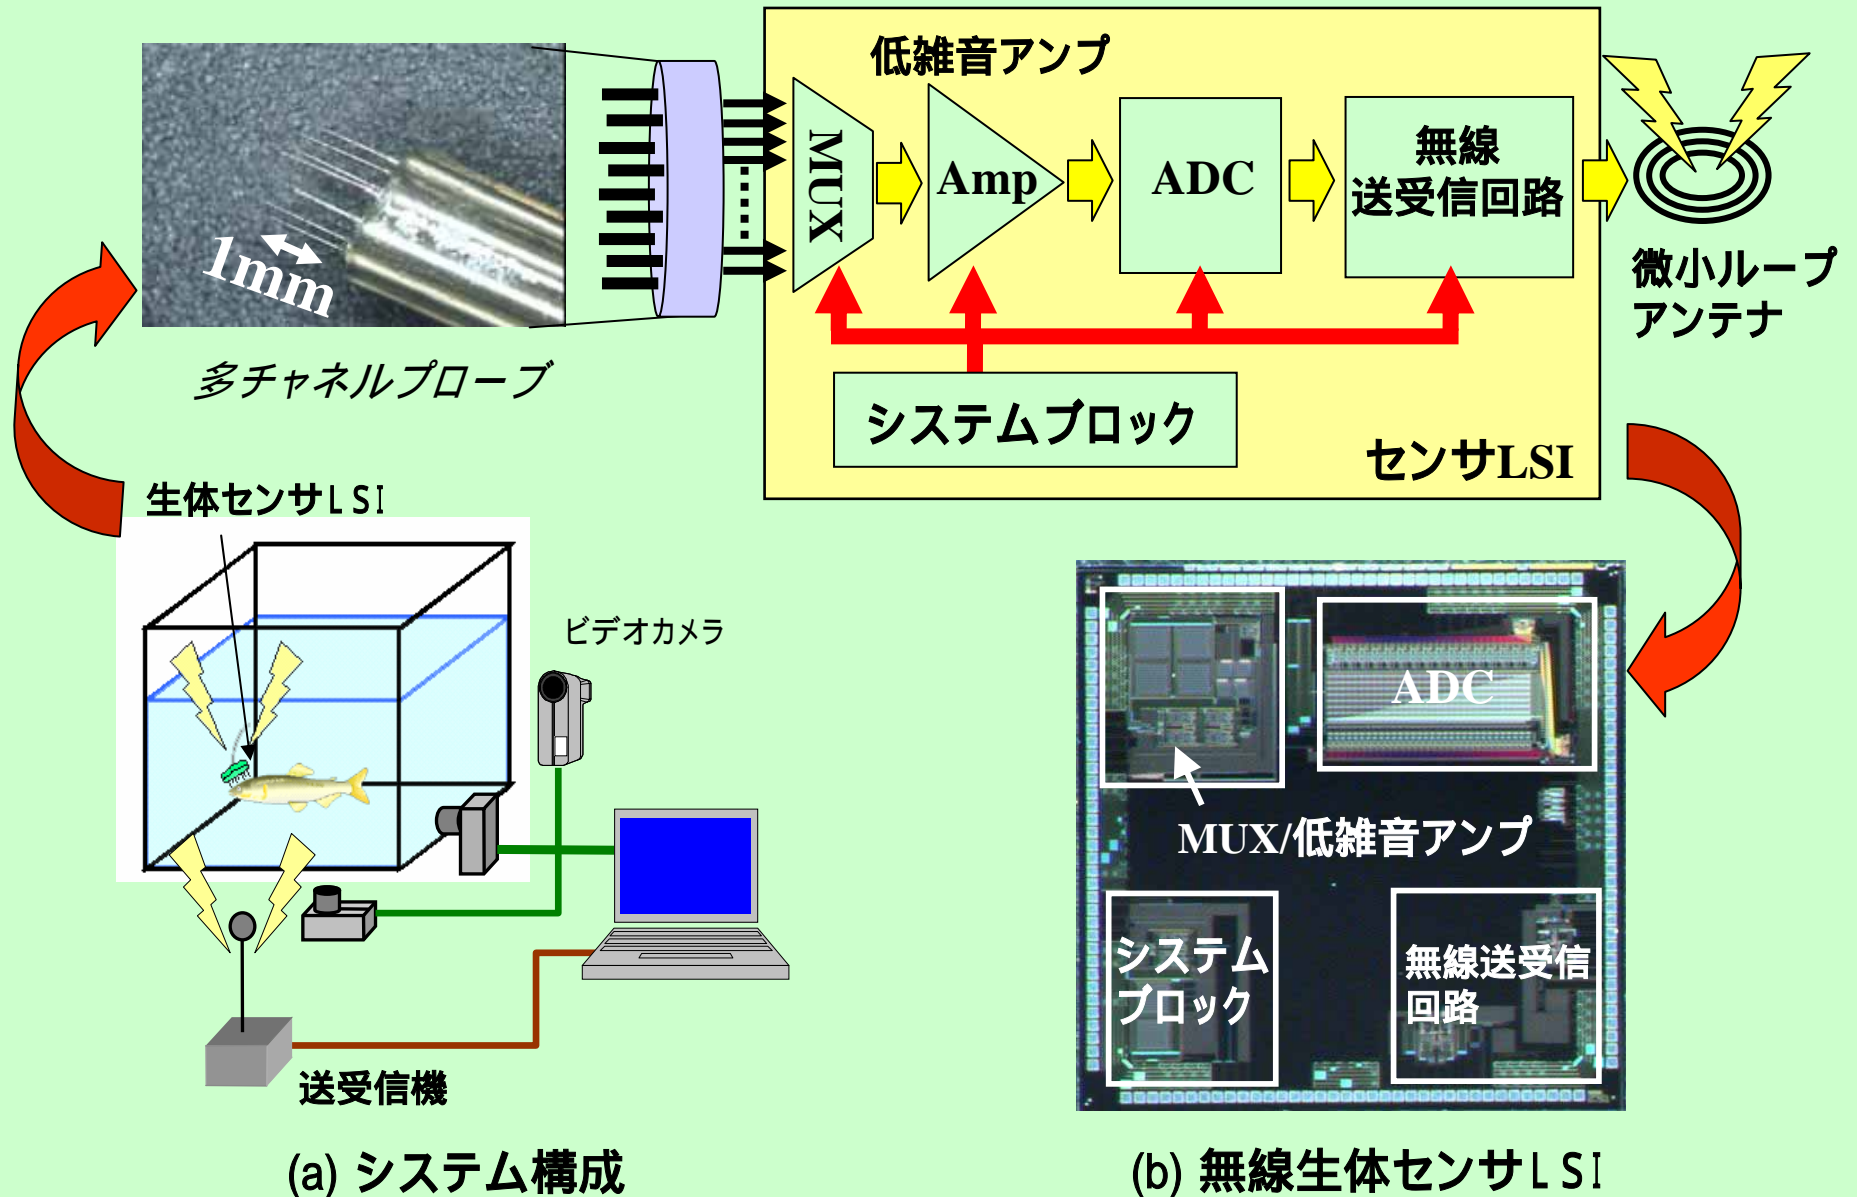 低雑音アンプ
MUX
Amp
ADC
無線
送受信回路
微小ループ
アンテナ
1mm
多チャネルプローブ
システムブロック
センサLSI
生体センサLSI
ビデオカメラ
送受信機
(a) システム構成
ADC
MUX/低雑音アンプ
システム
ブロック
無線送受信
回路
(b) 無線生体センサLSI